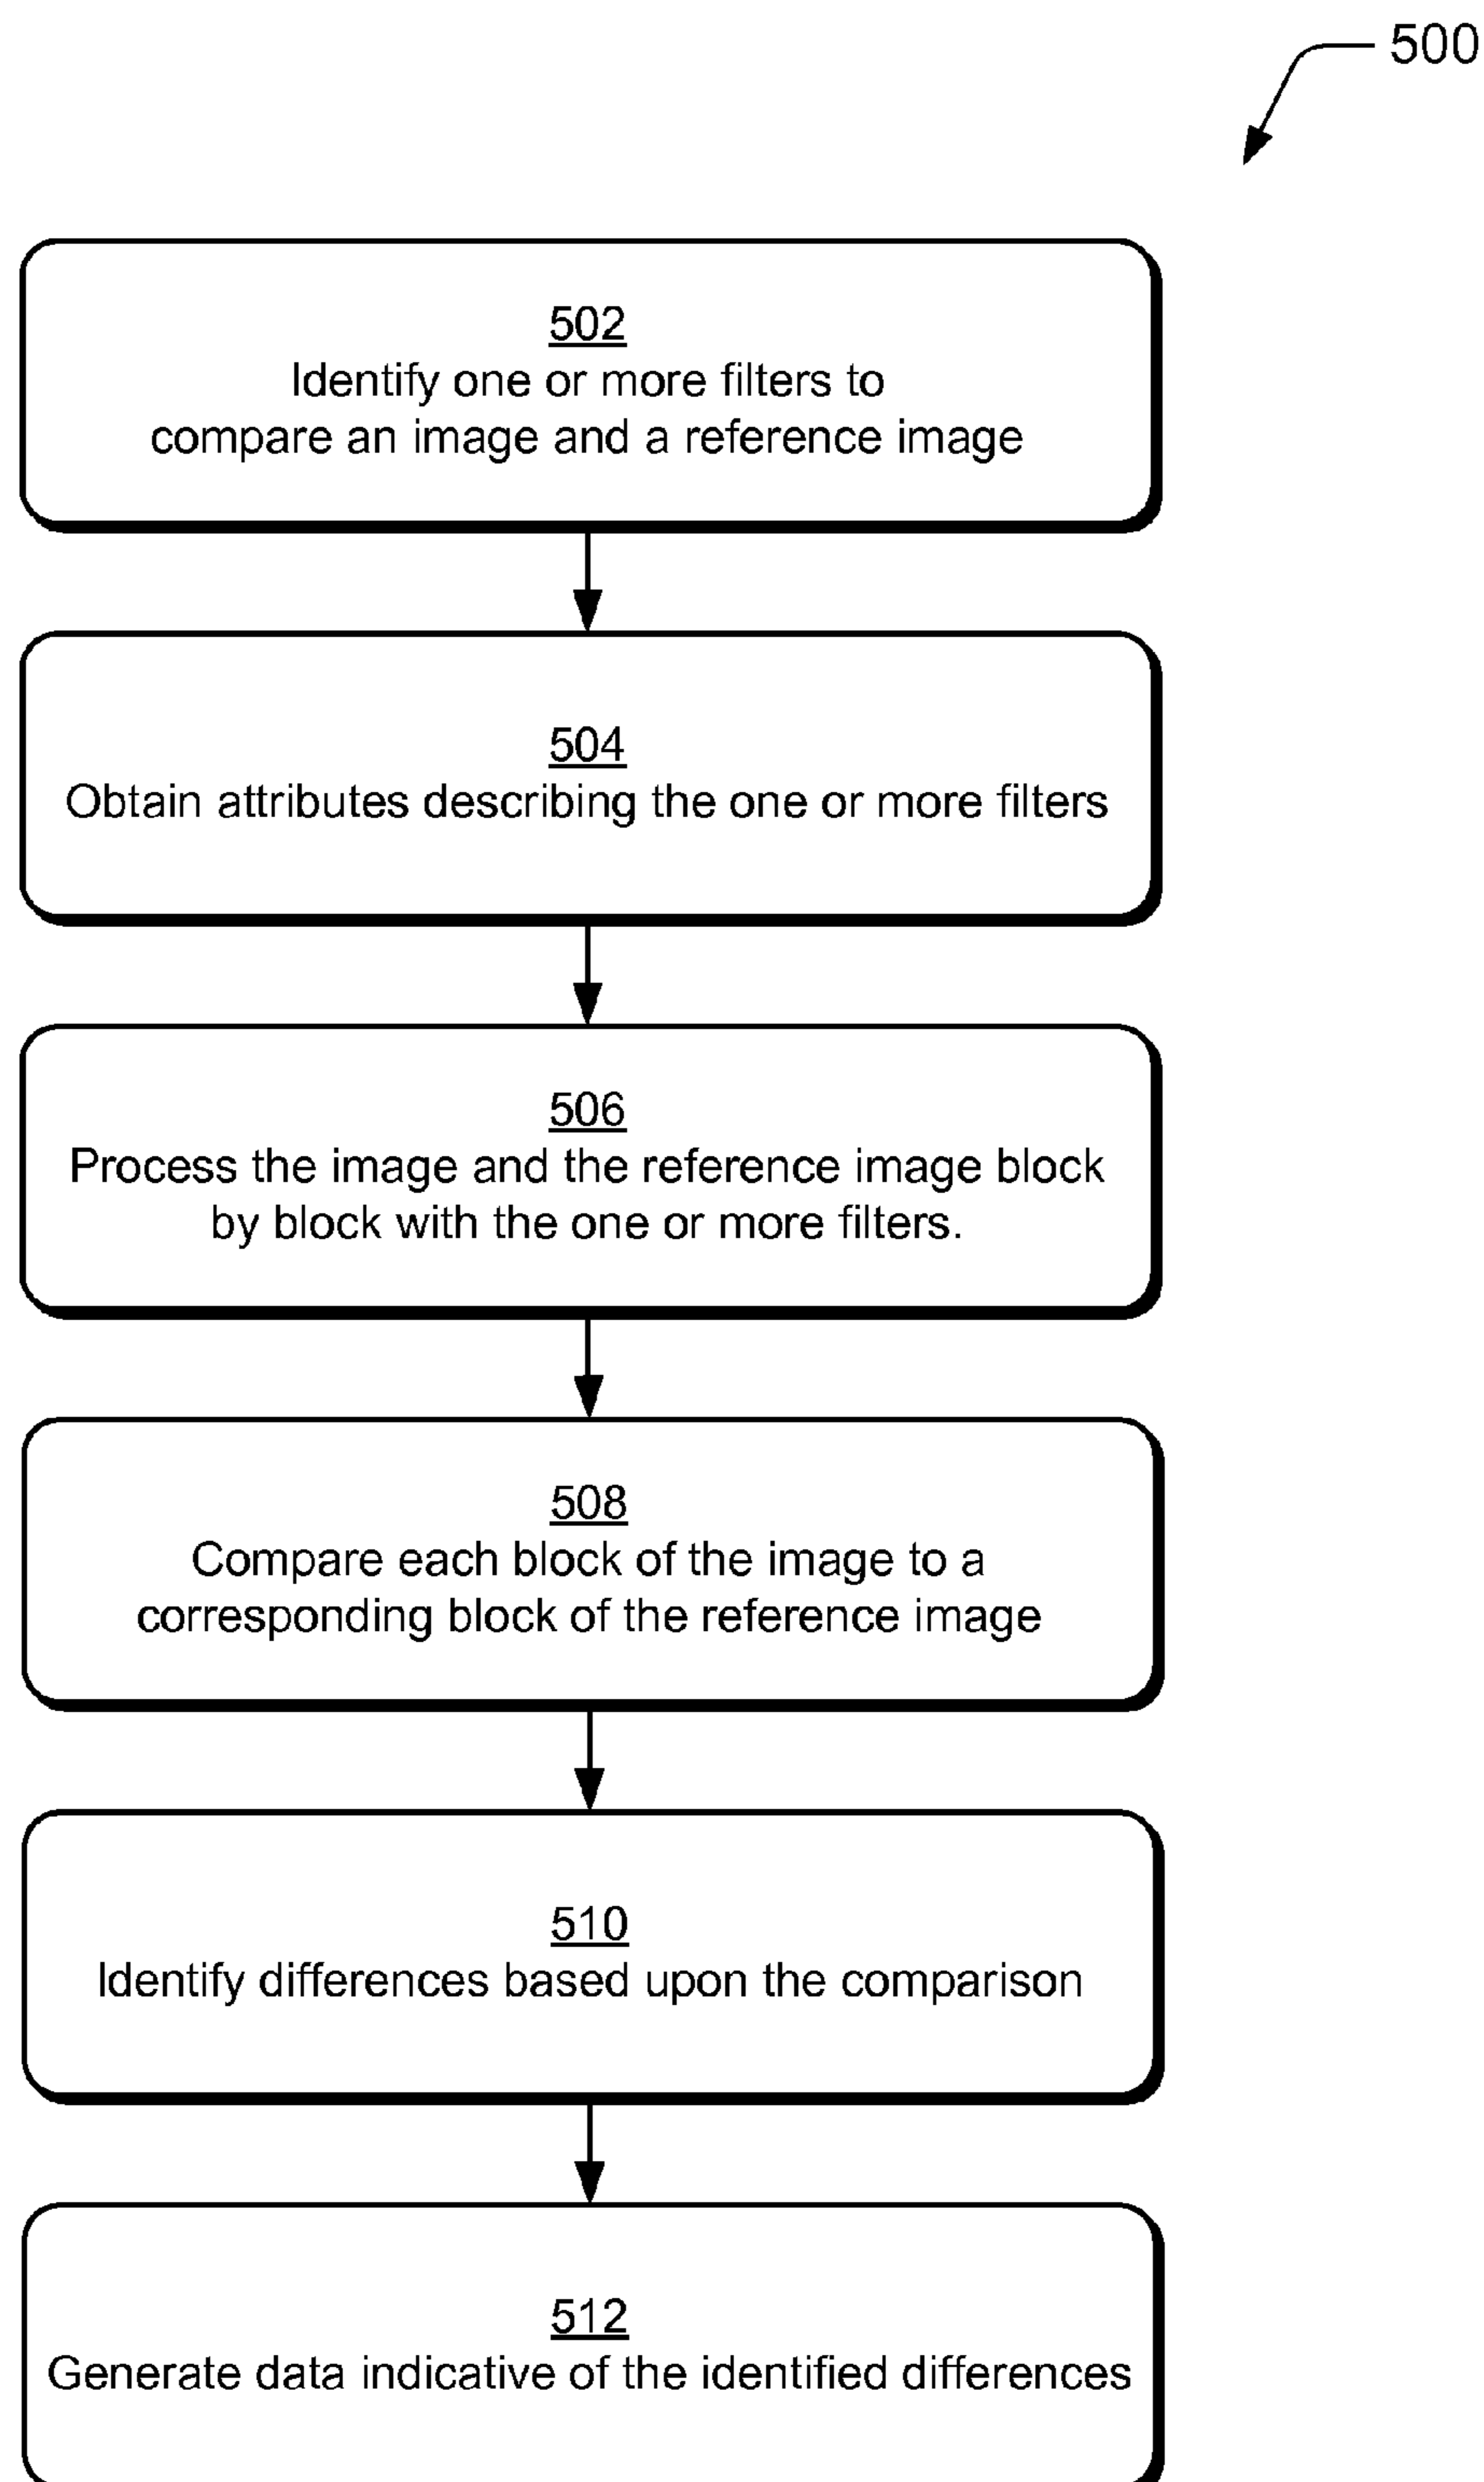 500
502
Identify one or more filters to
compare an image and a reference image
504
Obtain attributes describing the one or more filters
506
Process the image and the reference image block
by block with the one or more filters.
508
Compare each block of the image to a
corresponding block of the reference image
510
Identify differences based upon the comparison
512
Generate data indicative of the identified differences